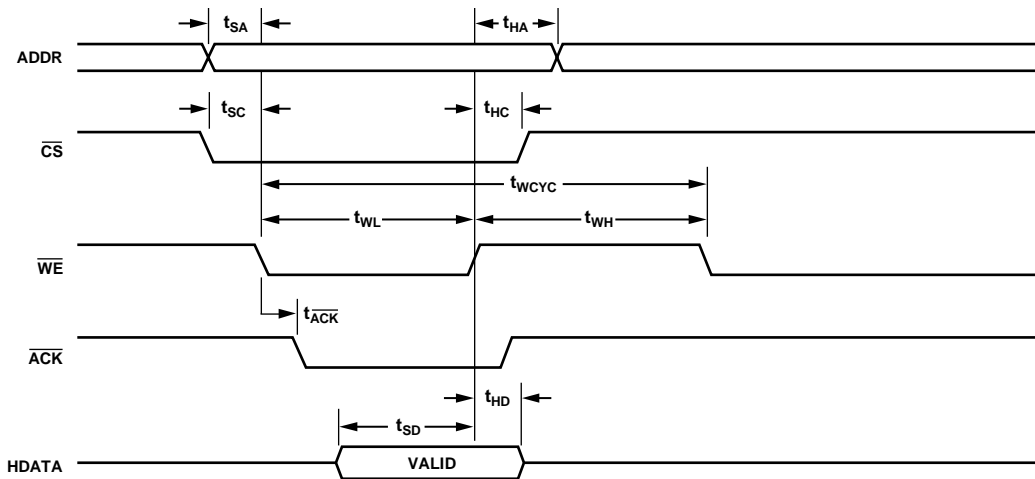 tSA tHA
ADDR
tSC tHC
CS
tWCYC
tWL tWH
WE
tACK
ACK
tHD
tSD
HDATA VALID